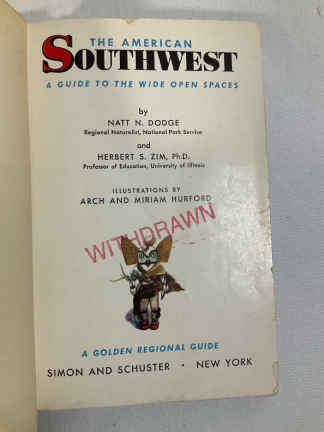 THE AMERICAN
SOUTHWEST
A GUIDE TO THE WIDE OPEN SPACES
by
NATT N. DODGE
Regional Naturalist, National Park Service
and
HERBERT S. ZIM, Ph.D.
Professor of Education, University of Illinois
ILLUSTRATIONS BY
ARCH AND MIRIAM HURFORD
WITHDRAWN
A GOLDEN REGIONAL GUIDE
SIMON AND SCHUSTER • NEW YORK